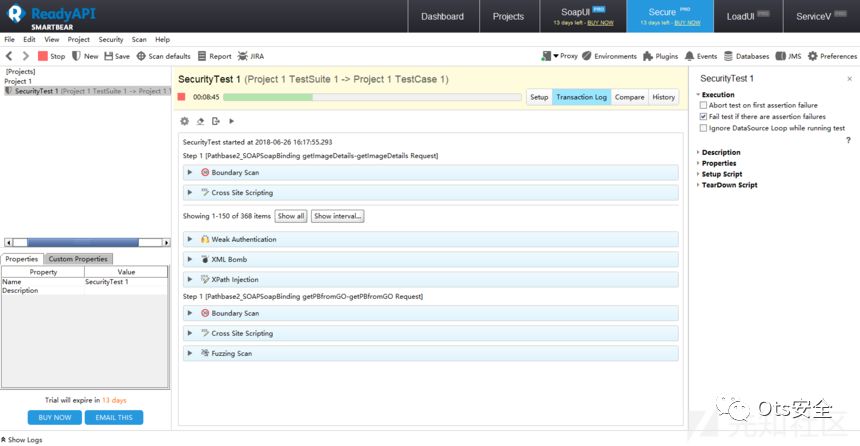 ReadyAPI
SMARTBEAR
Dashboard
Projects
SoapUI PRO
13 days left - BUY NOW
Secure PRO
13 days left - BUY NOW
LoadUI PRO
ServiceV PRO
File Edit View Project Security Scan Help
Stop New Save Scan defaults Report JIRA
Proxy Environments Plugins Events Databases JMS Preferences
[Projects]
Project 1
SecurityTest 1 (Project 1 TestSuite 1 -> Project 1
SecurityTest 1 (Project 1 TestSuite 1 -> Project 1 TestCase 1)
00:08:45
Setup Transaction Log Compare History
SecurityTest started at 2018-06-26 16:17:55.293
Step 1 [Pathbase2_SOAPSoapBinding getImageDetails-getImageDetails Request]
Boundary Scan
Cross Site Scripting
Showing 1-150 of 368 items Show all Show interval...
Weak Authentication
XML Bomb
XPath Injection
Step 1 [Pathbase2_SOAPSoapBinding getPBfromGO-getPBfromGO Request]
Boundary Scan
Cross Site Scripting
Fuzzing Scan
SecurityTest 1
Execution
Abort test on first assertion failure
Fail test if there are assertion failures
Ignore DataSource Loop while running test
?
Description
Properties
Setup Script
TearDown Script
Properties Custom Properties
Property Value
Name SecurityTest 1
Description
Trial will expire in 13 days
BUY NOW EMAIL THIS
Show Logs
Ots安全
先知社区